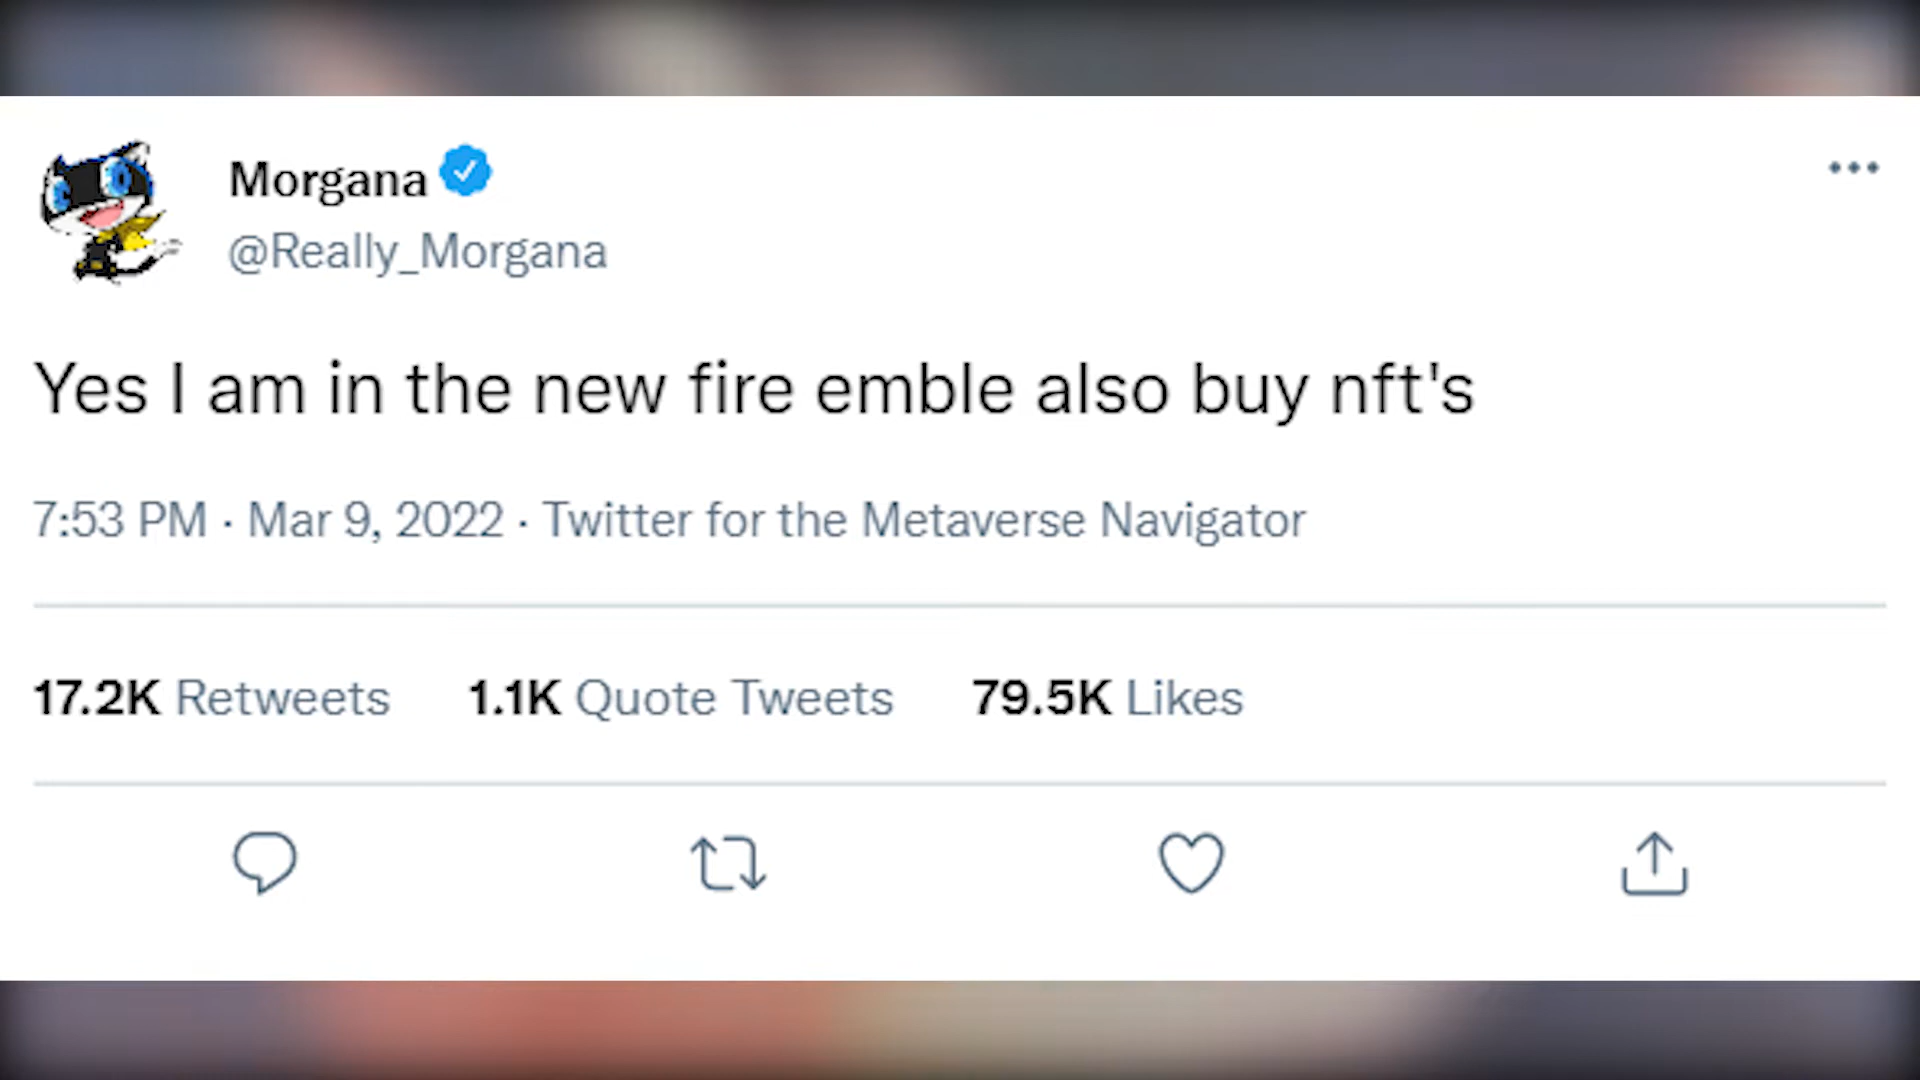 Morgana
@Really_Morgana
Yes I am in the new fire emble also buy nft's
7:53 PM · Mar 9, 2022 · Twitter for the Metaverse Navigator
17.2K Retweets 1.1K Quote Tweets 79.5K Likes